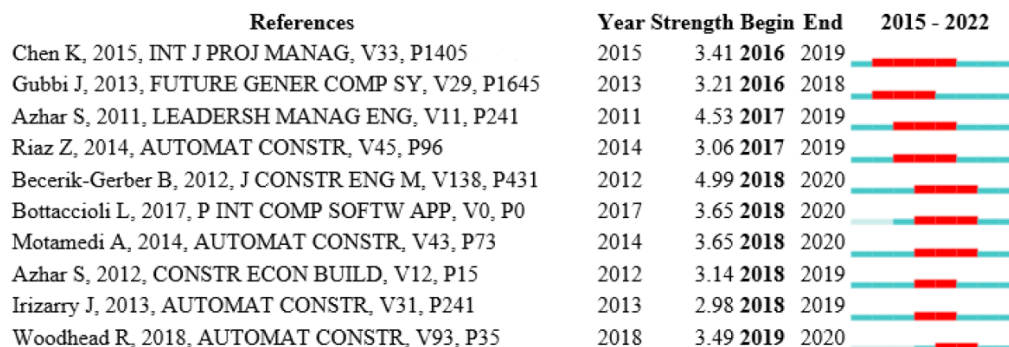 References Year Strength Begin End 2015 - 2022
Chen K, 2015, INT J PROJ MANAG, V33, P1405 2015 3.41 2016 2019
Gubbi J, 2013, FUTURE GENER COMP SY, V29, P1645 2013 3.21 2016 2018
Azhar S, 2011, LEADERSH MANAG ENG, V11, P241 2011 4.53 2017 2019
Riaz Z, 2014, AUTOMAT CONSTR, V45, P96 2014 3.06 2017 2019
Becerik-Gerber B, 2012, J CONSTR ENG M, V138, P431 2012 4.99 2018 2020
Bottaccioli L, 2017, P INT COMP SOFTW APP, V0, P0 2017 3.65 2018 2020
Motamedi A, 2014, AUTOMAT CONSTR, V43, P73 2014 3.65 2018 2020
Azhar S, 2012, CONSTR ECON BUILD, V12, P15 2012 3.14 2018 2019
Irizarry J, 2013, AUTOMAT CONSTR, V31, P241 2013 2.98 2018 2019
Woodhead R, 2018, AUTOMAT CONSTR, V93, P35 2018 3.49 2019 2020